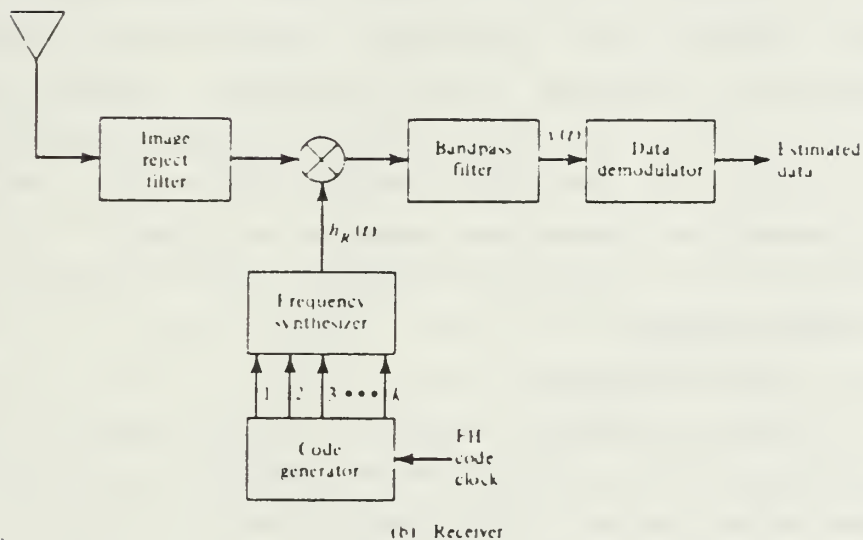 Image
reject
filter
Bandpass
filter
Data
demodulator
Estimated
data
h_R(t)
Frequency
synthesizer
1 2 3 ••• k
Code
generator
FH
code
clock
(b) Receiver